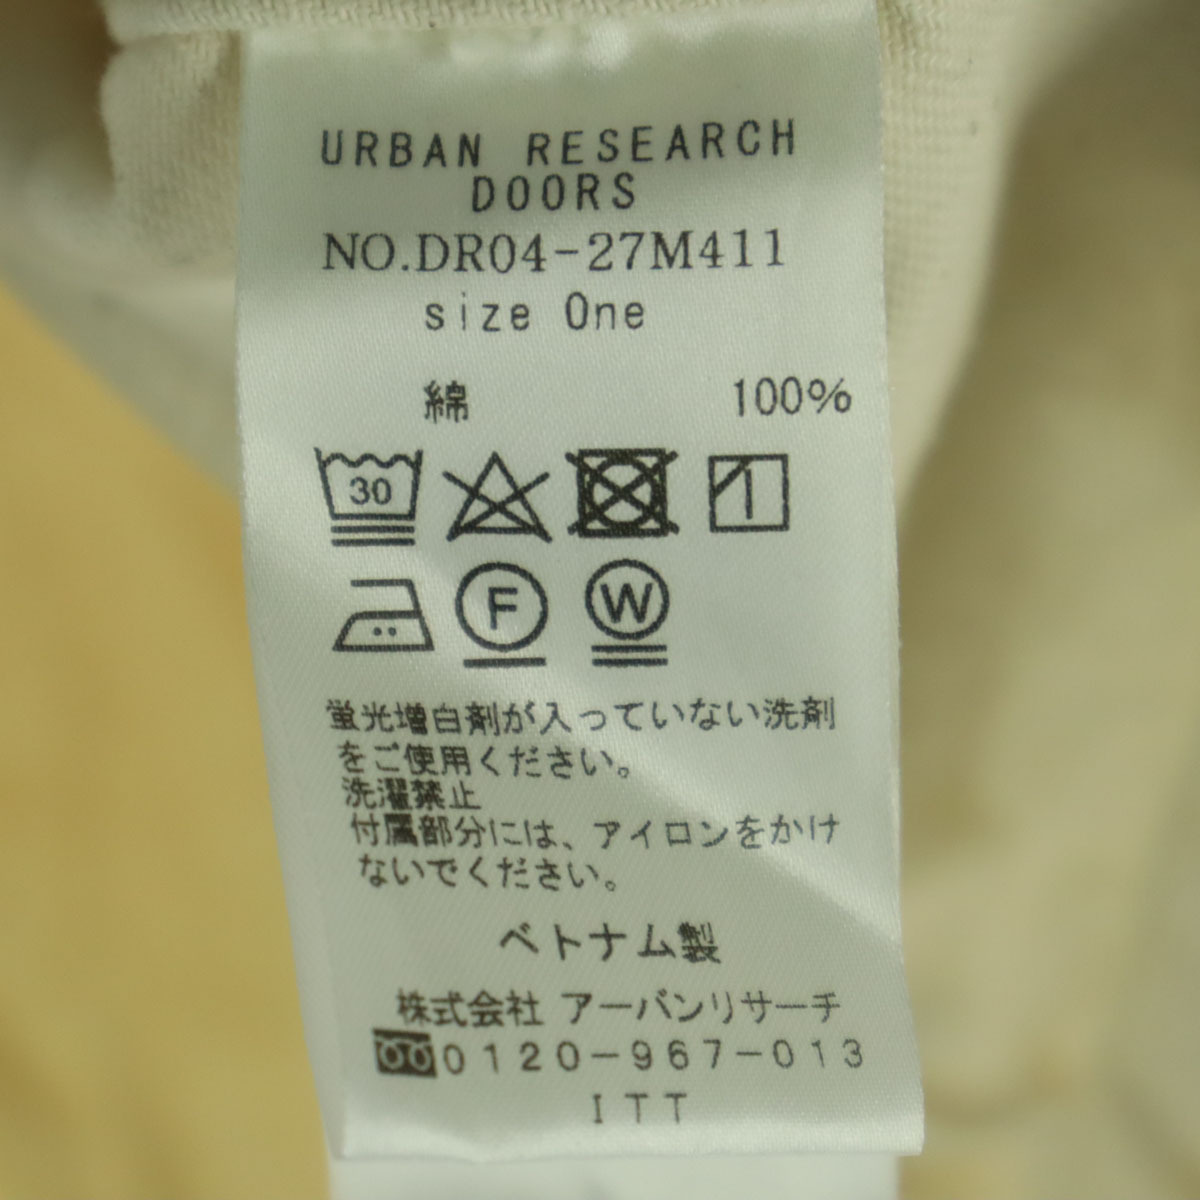 URBAN RESEARCH
DOORS
NO.DR04-27M411
size One
綿 100%
30
F W
蛍光増白剤が入っていない洗剤
をご使用ください。
洗濯禁止
付属部分には、アイロンをかけ
ないでください。
ベトナム製
株式会社 アーバンリサーチ
0120-967-013
ITT